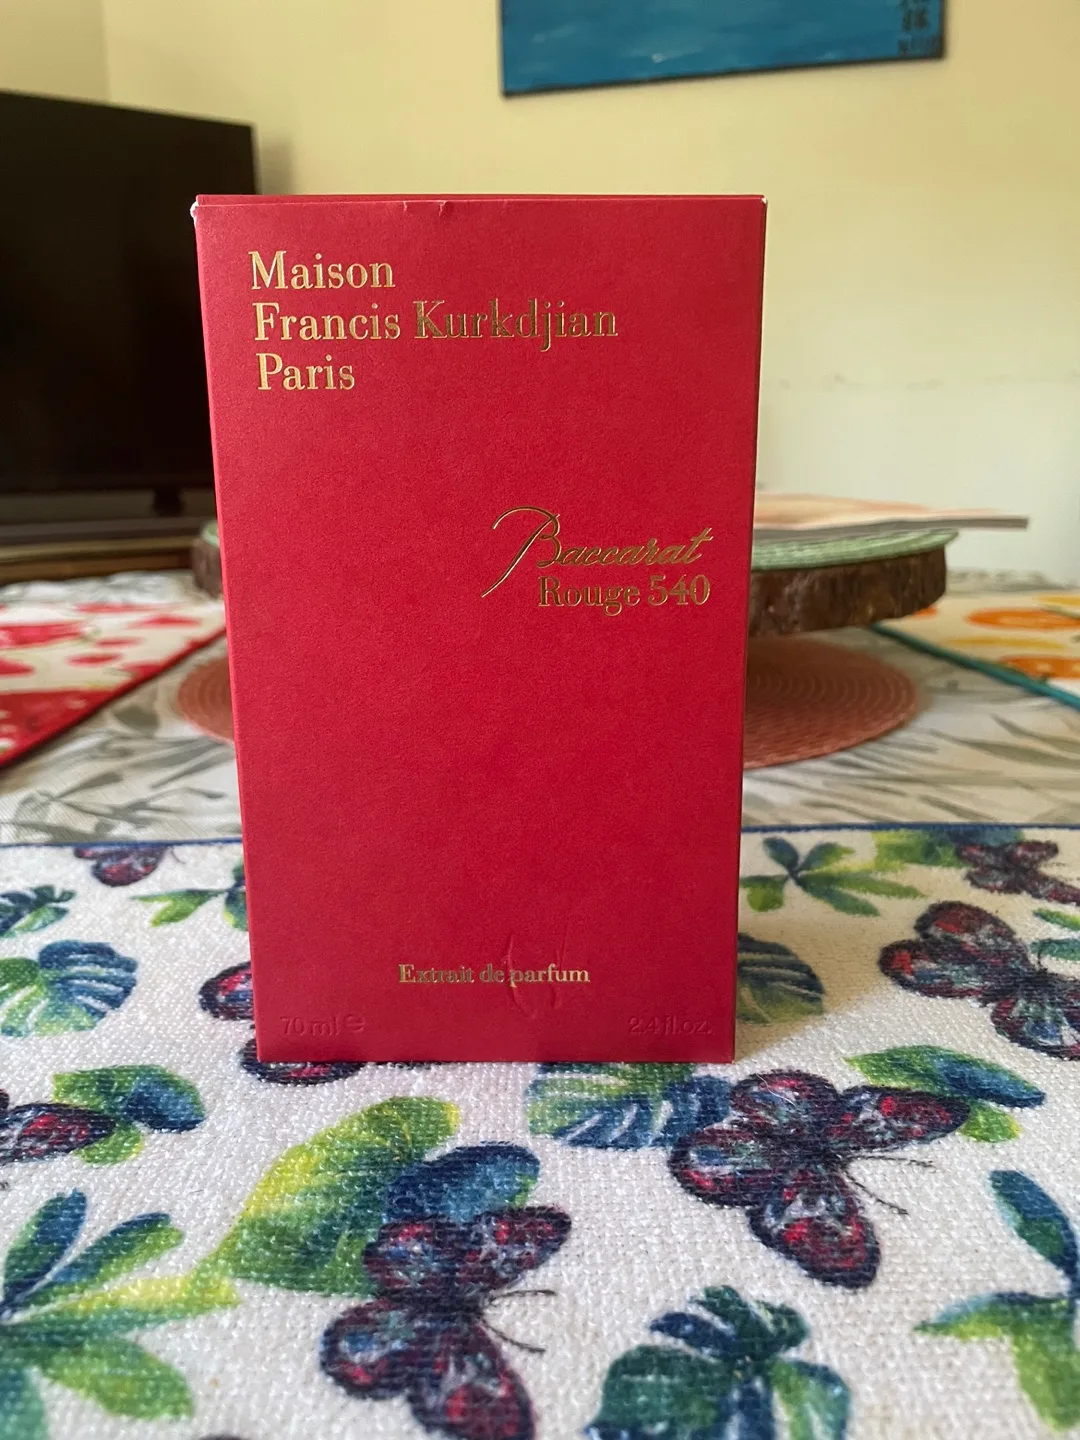 Maison
Francis Kurkdjian
Paris
Baccarat
Rouge 540
Extrait de parfum
70 ml ℮
2.4 fl.oz.